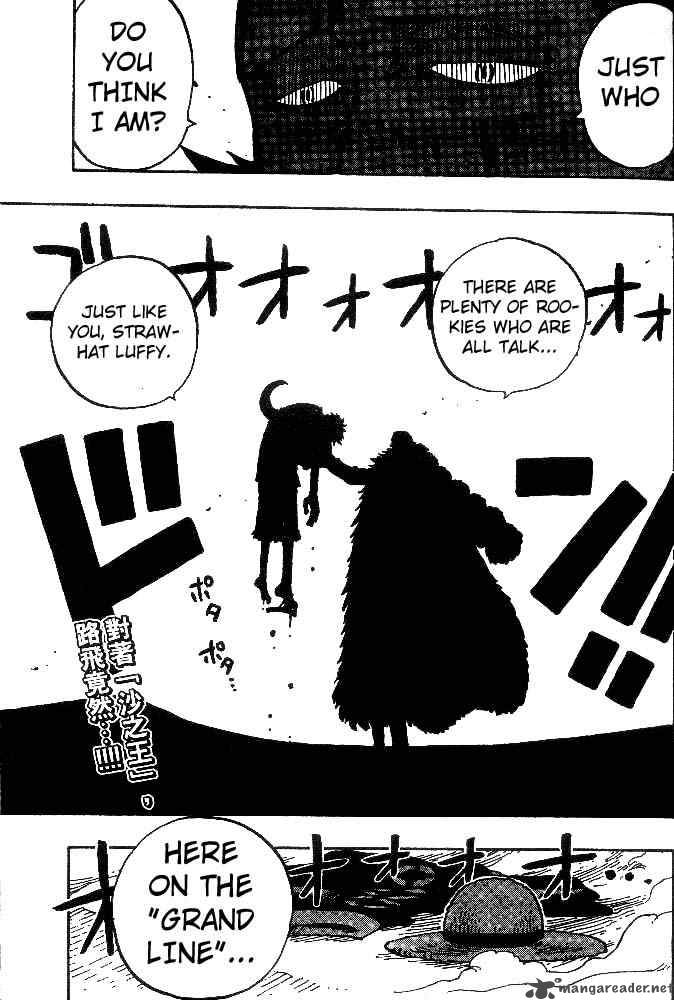 JUST
WHO
DO
YOU
THINK
I AM?
ゴオオオオオオオ
THERE ARE
PLENTY OF ROO-
KIES WHO ARE
ALL TALK...
JUST LIKE
YOU, STRAW-
HAT LUFFY.
ドン!!
ポタ
ポタ...
對著「沙之王」，
路飛竟然…!!!!
HERE
ON THE
"GRAND
LINE"...
オオオオオ
mangareader.net